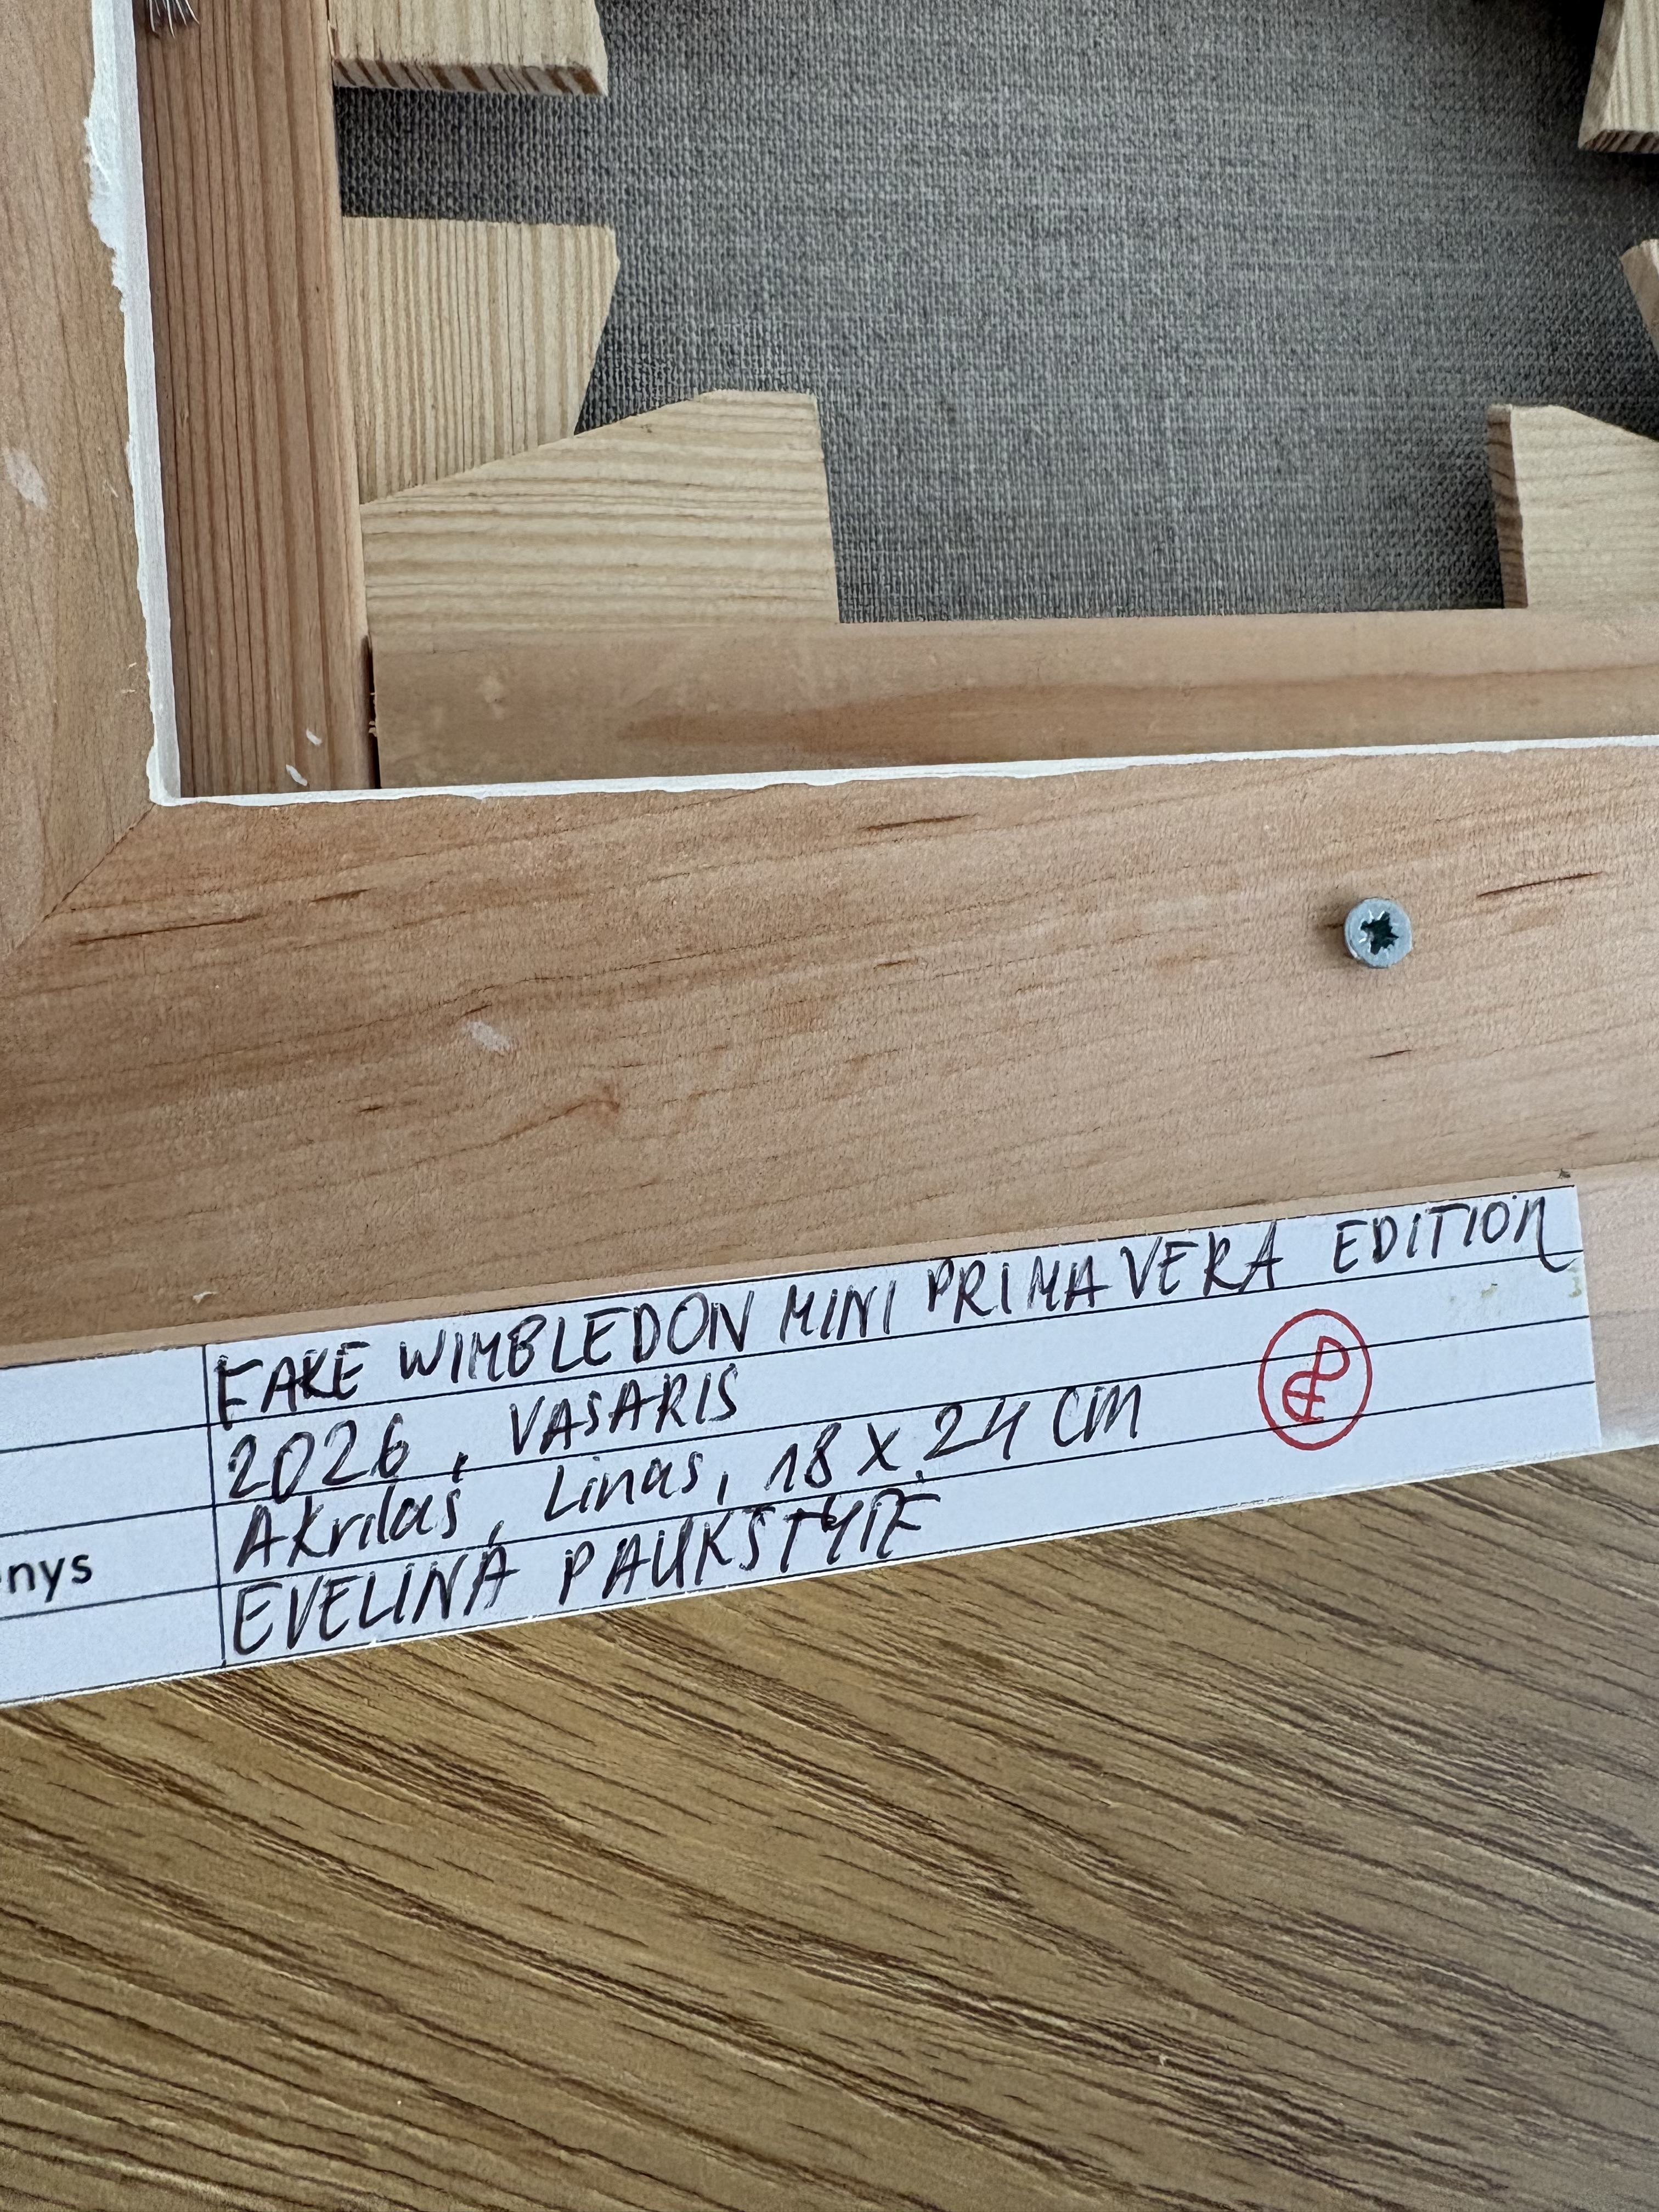 FAKE WIMBLEDON MINI PRIMAVERA EDITION
2026, VASARIS
Akrilas, Linas, 18 x 24 CM
nys
EVELINA PAUKŠTYTĖ